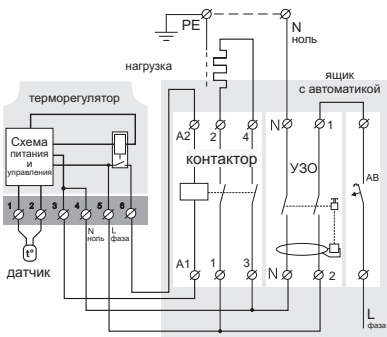 PE
N
ноль
нагрузка
ящик
с автоматикой
терморегулятор
Схема
питания
и
управления
A2
2
4
N
1
контактор
УЗО
AB
1
2
3
4
5
6
N
ноль
L
фаза
t°
датчик
A1
1
3
N
2
L
фаза